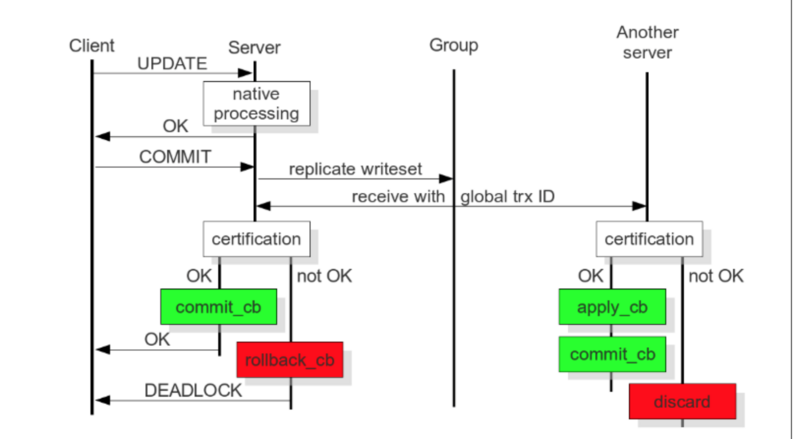 Client
Server
Group
Another
server
UPDATE
native
processing
OK
COMMIT
replicate writeset
receive with global trx ID
certification
certification
OK
not OK
OK
not OK
commit_cb
apply_cb
OK
rollback_cb
commit_cb
DEADLOCK
discard